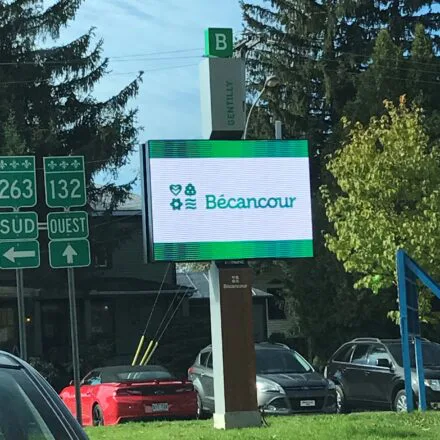 B
GENTILLY
263
132
SUD
OUEST
Bécancour
Bécancour